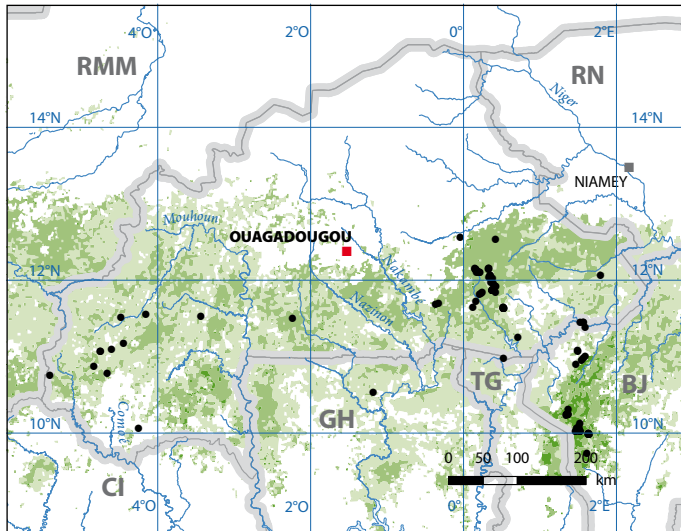 4°O
2°O
0°
2°E
RMM
RN
Niger
14°N
14°N
NIAMEY
Mouhoun
OUAGADOUGOU
Nakambé
12°N
12°N
Nazinon
TG
BJ
GH
Comoé
10°N
10°N
CI
0 50 100 200
km
4°O
2°O
0°
2°E